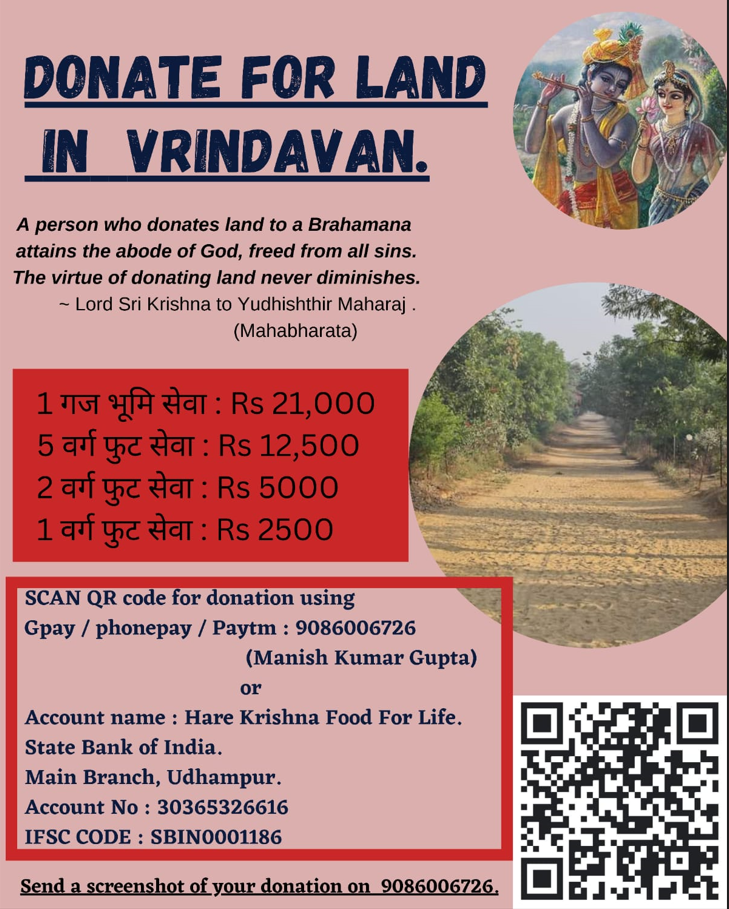 DONATE FOR LAND
IN VRINDAVAN.
A person who donates land to a Brahamana
attains the abode of God, freed from all sins.
The virtue of donating land never diminishes.
~ Lord Sri Krishna to Yudhishthir Maharaj .
(Mahabharata)
1 गज भूमि सेवा : Rs 21,000
5 वर्ग फुट सेवा : Rs 12,500
2 वर्ग फुट सेवा : Rs 5000
1 वर्ग फुट सेवा : Rs 2500
SCAN QR code for donation using
Gpay / phonepay / Paytm : 9086006726
(Manish Kumar Gupta)
or
Account name : Hare Krishna Food For Life.
State Bank of India.
Main Branch, Udhampur.
Account No : 30365326616
IFSC CODE : SBIN0001186
Send a screenshot of your donation on 9086006726.